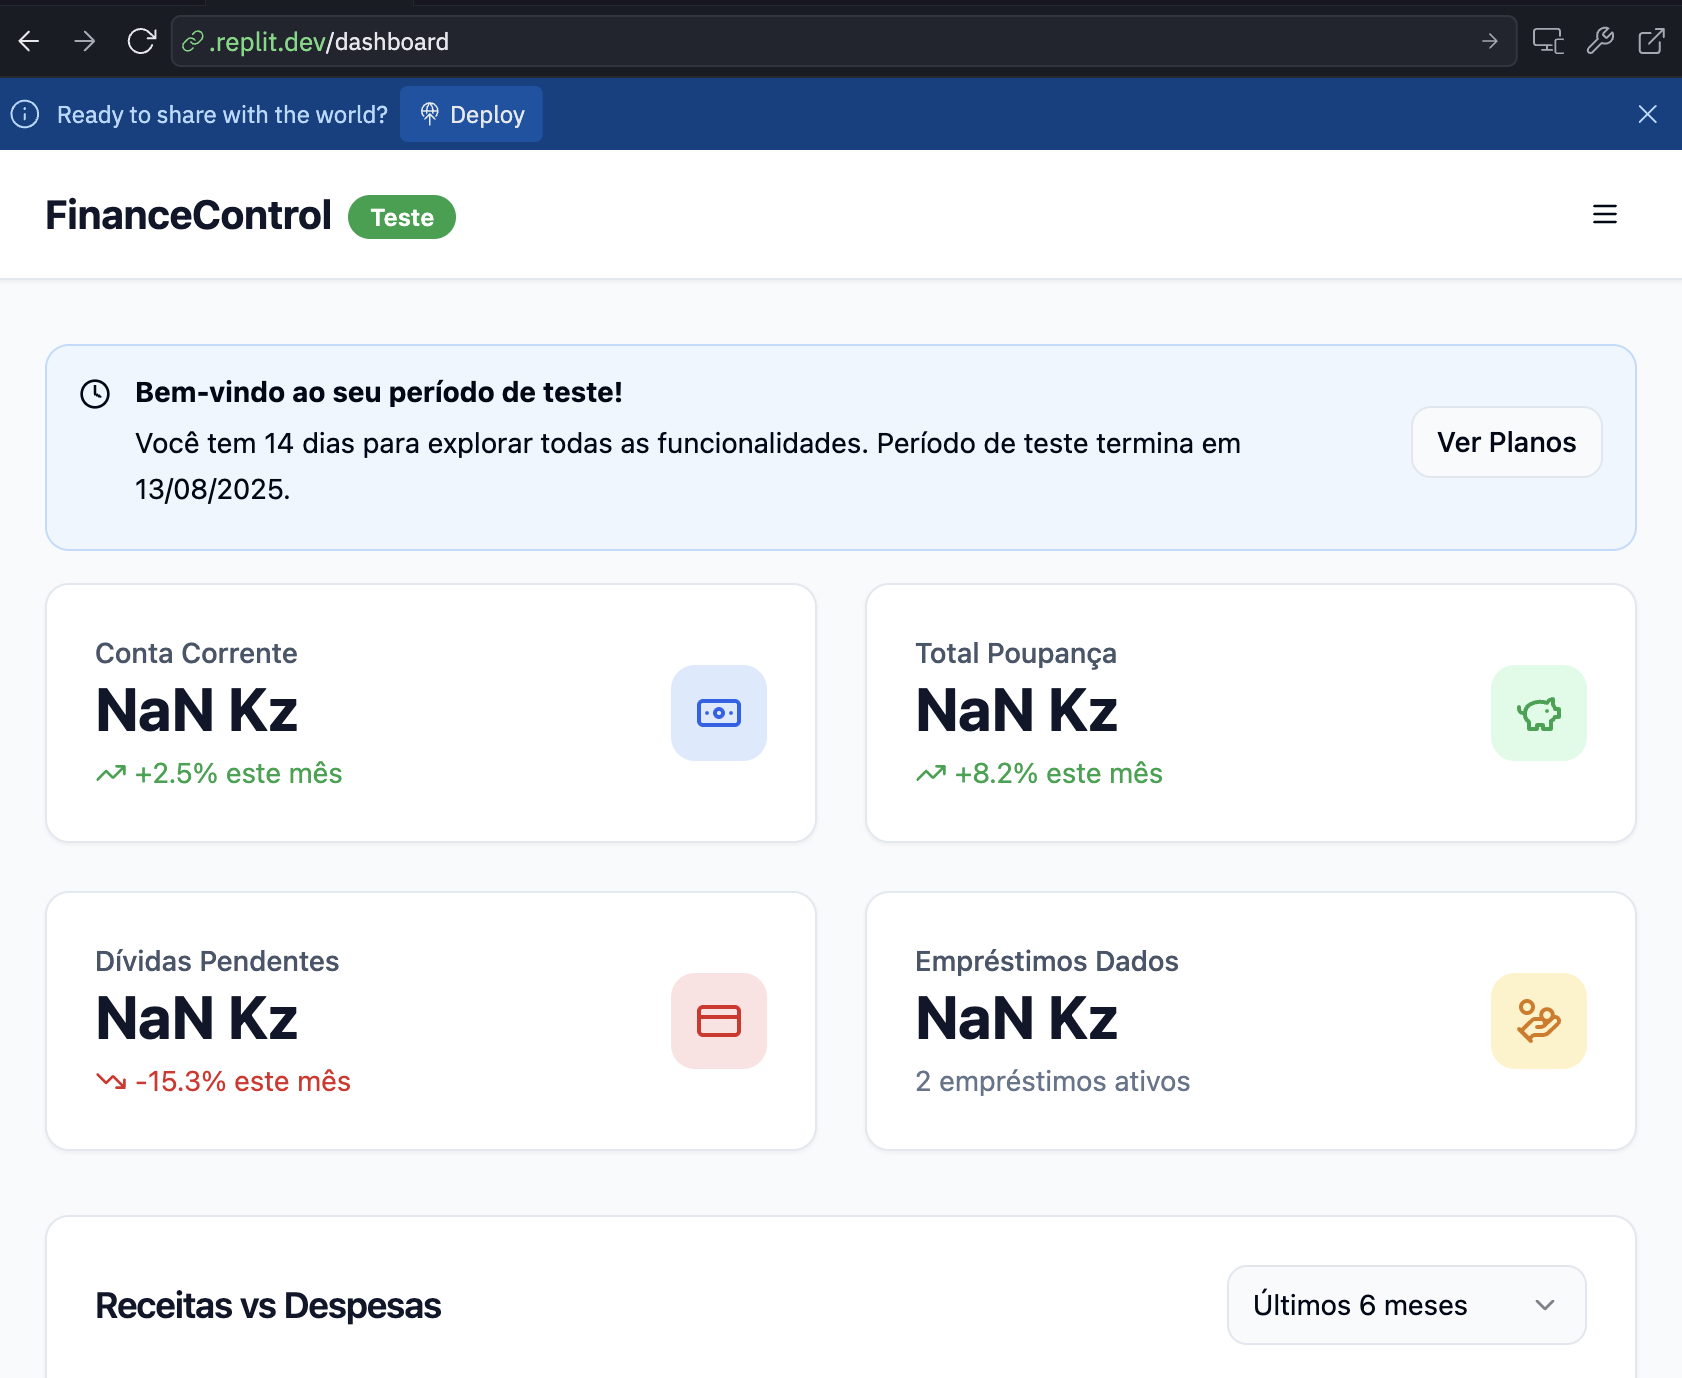 .replit.dev/dashboard
Ready to share with the world? Deploy
FinanceControl Teste
Bem-vindo ao seu período de teste!
Você tem 14 dias para explorar todas as funcionalidades. Período de teste termina em
13/08/2025.
Ver Planos
Conta Corrente
NaN Kz
+2.5% este mês
Total Poupança
NaN Kz
+8.2% este mês
Dívidas Pendentes
NaN Kz
-15.3% este mês
Empréstimos Dados
NaN Kz
2 empréstimos ativos
Receitas vs Despesas
Últimos 6 meses